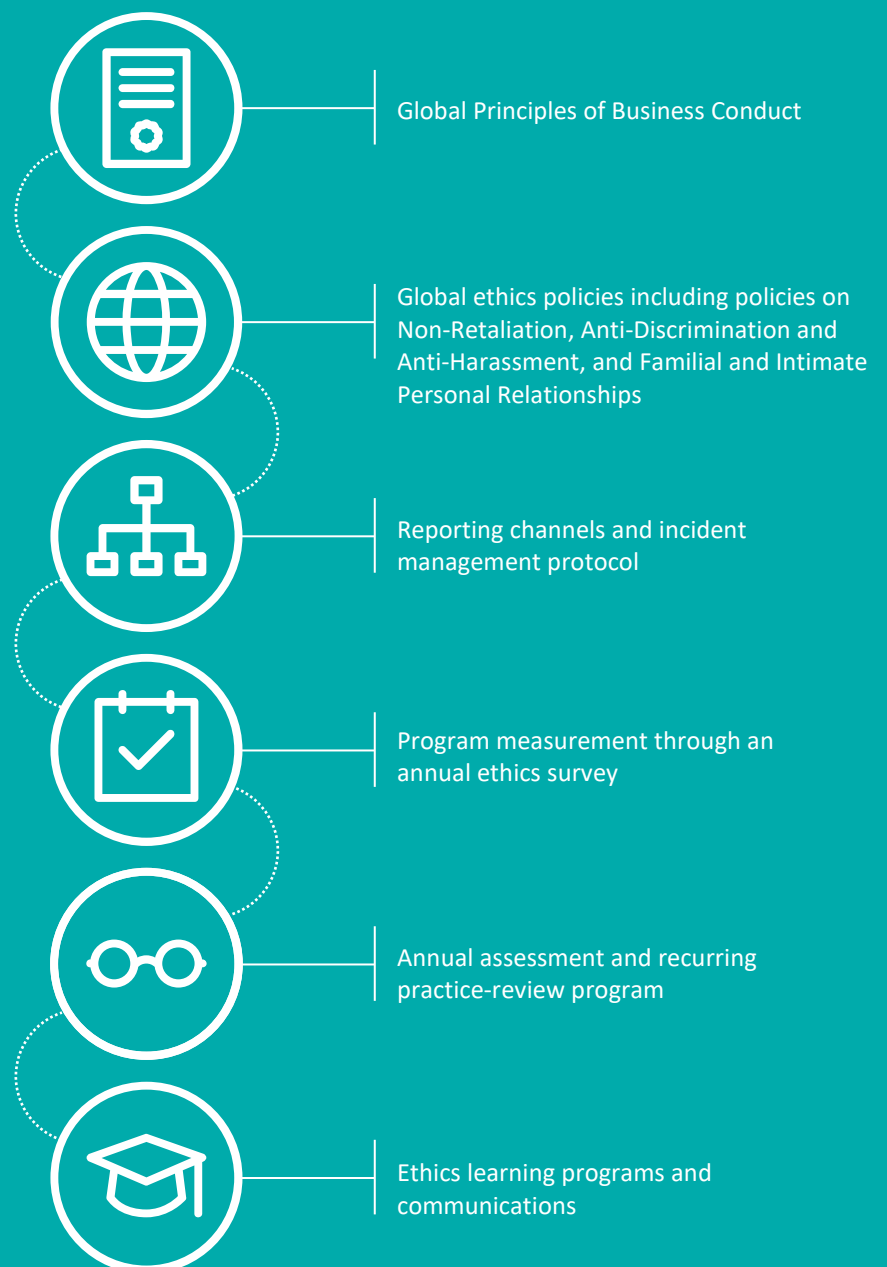 Global Principles of Business Conduct
Global ethics policies including policies on
Non-Retaliation, Anti-Discrimination and
Anti-Harassment, and Familial and Intimate
Personal Relationships
Reporting channels and incident
management protocol
Program measurement through an
annual ethics survey
Annual assessment and recurring
practice-review program
Ethics learning programs and
communications